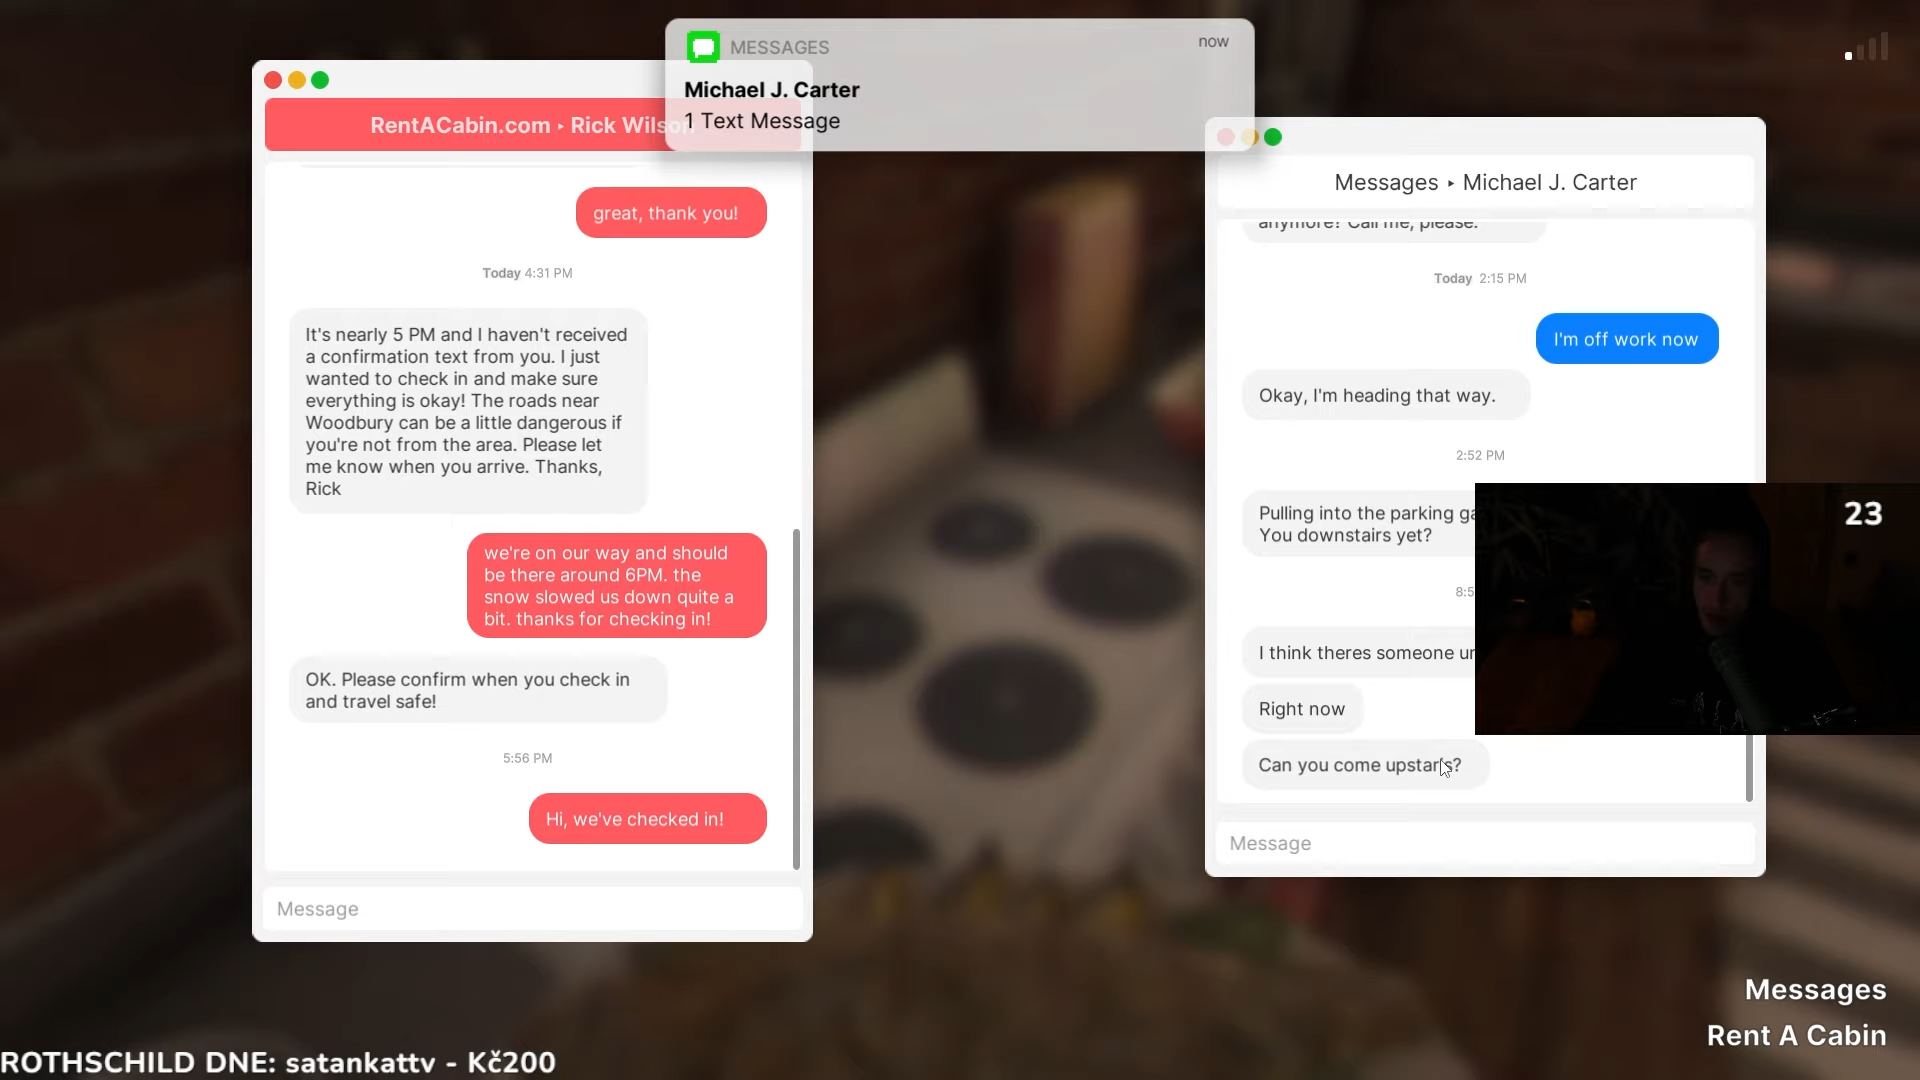 MESSAGES
now
Michael J. Carter
1 Text Message
RentACabin.com ▸ Rick
great, thank you!
Today 4:31 PM
It's nearly 5 PM and I haven't received
a confirmation text from you. I just
wanted to check in and make sure
everything is okay! The roads near
Woodbury can be a little dangerous if
you're not from the area. Please let
me know when you arrive. Thanks,
Rick
we're on our way and should
be there around 6PM. the
snow slowed us down quite a
bit. thanks for checking in!
OK. Please confirm when you check in
and travel safe!
5:56 PM
Hi, we've checked in!
Message
Messages ▸ Michael J. Carter
anymore? Call me, please.
Today 2:15 PM
I'm off work now
Okay, I'm heading that way.
2:52 PM
Pulling into the parking
You downstairs yet?
I think theres someone
Right now
Can you come upstairs?
Message
23
Messages
Rent A Cabin
ROTHSCHILD DNE: satankattv - Kč200